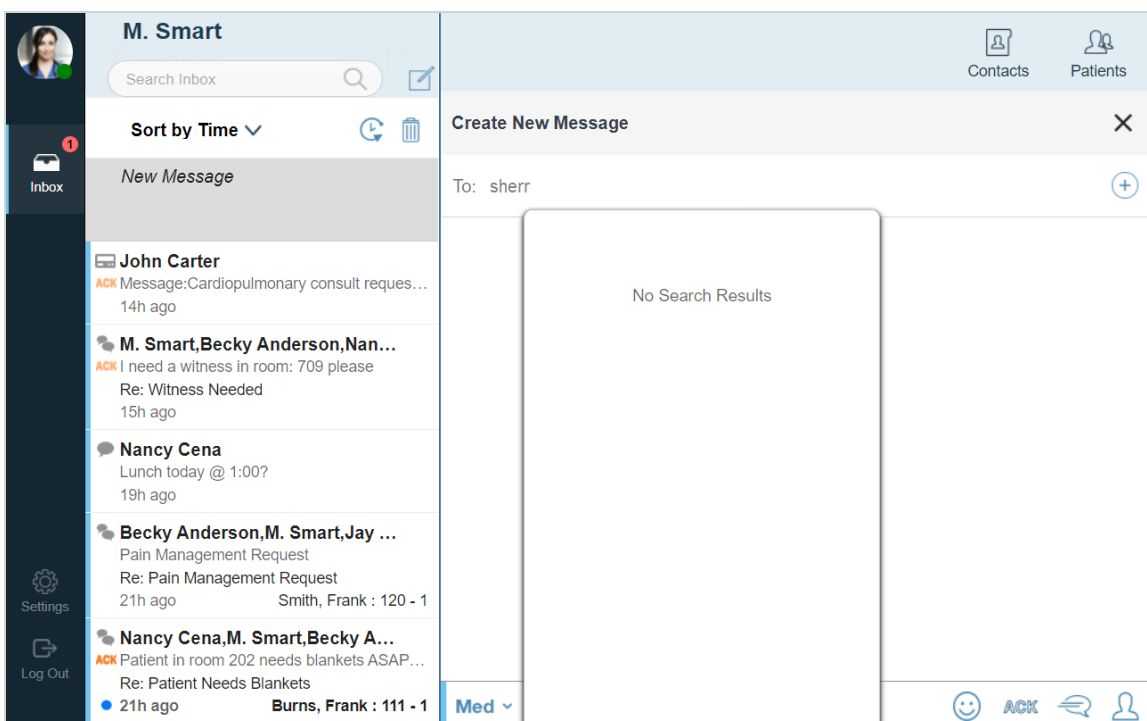 M. Smart
Search Inbox
Contacts
Patients
Sort by Time
Create New Message
1
Inbox
New Message
To: sherr
No Search Results
John Carter
ACK Message:Cardiopulmonary consult reques...
14h ago
M. Smart,Becky Anderson,Nan...
ACK I need a witness in room: 709 please
Re: Witness Needed
15h ago
Nancy Cena
Lunch today @ 1:00?
19h ago
Becky Anderson,M. Smart,Jay ...
Pain Management Request
Re: Pain Management Request
21h ago Smith, Frank : 120 - 1
Nancy Cena,M. Smart,Becky A...
ACK Patient in room 202 needs blankets ASAP...
Re: Patient Needs Blankets
21h ago Burns, Frank : 111 - 1
Settings
Log Out
Med
ACK